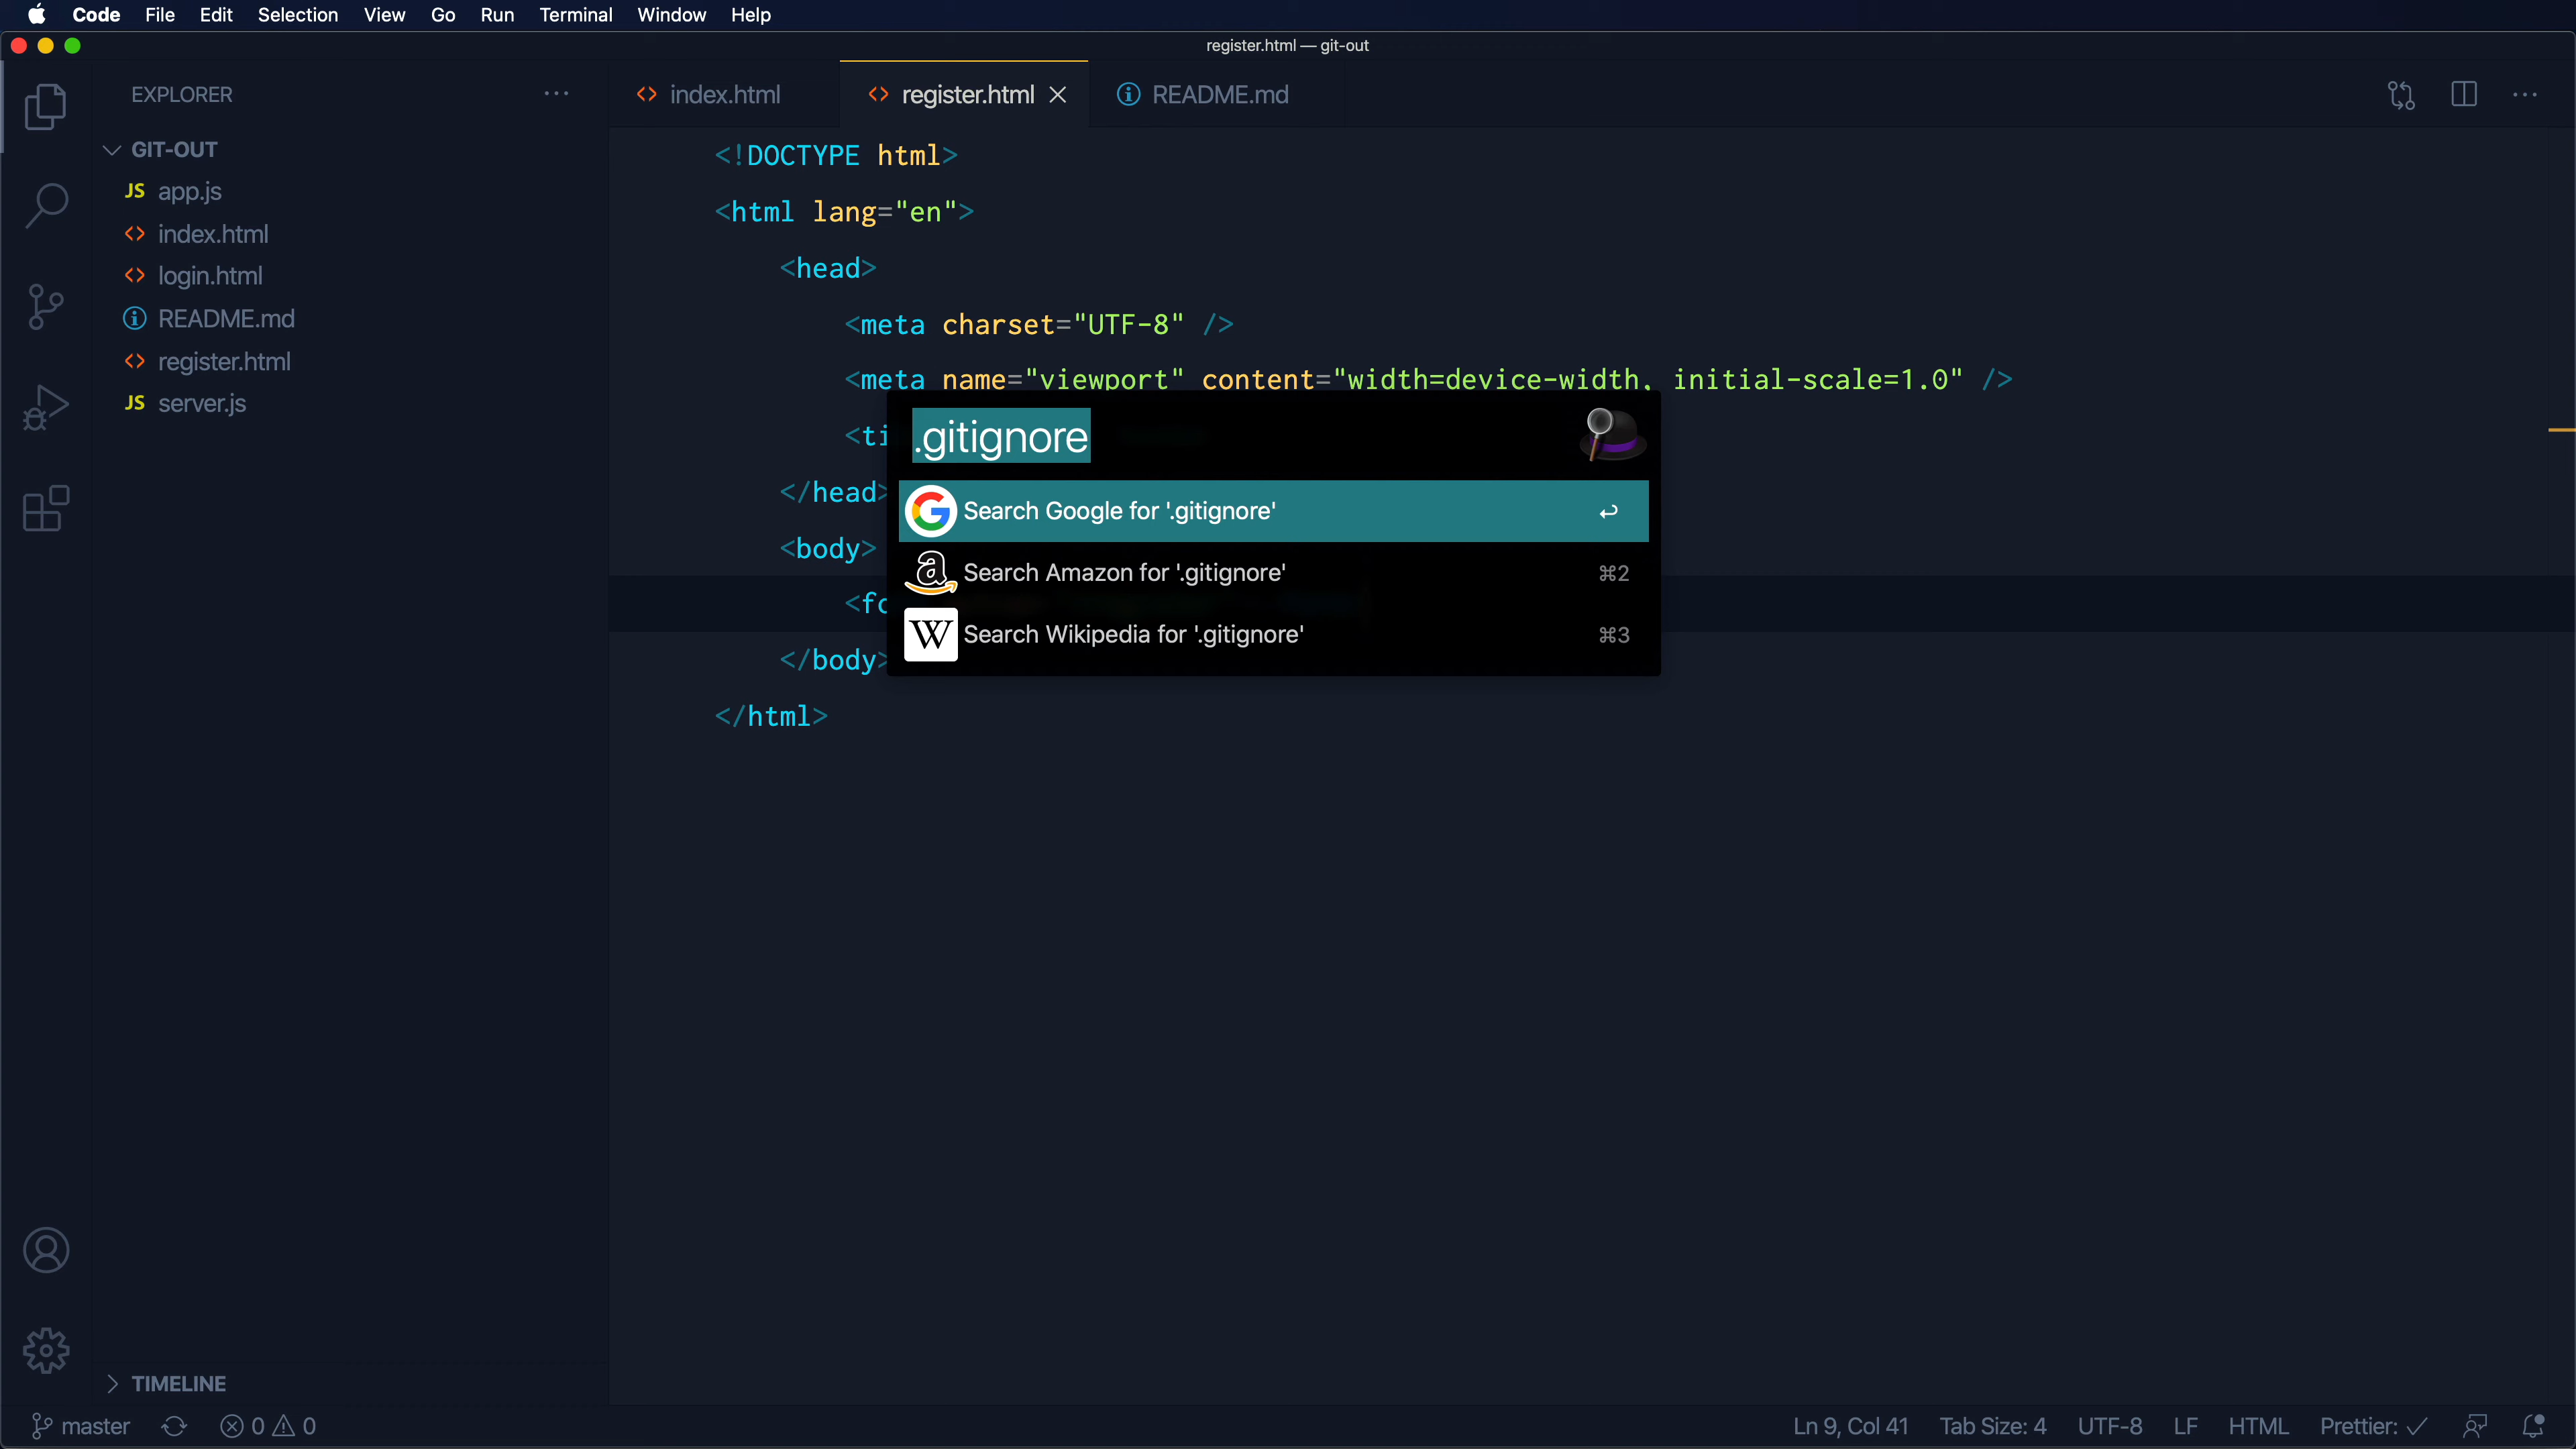 Code File Edit Selection View Go Run Terminal Window Help
register.html — git-out
EXPLORER
index.html
register.html
README.md
GIT-OUT
JS app.js
index.html
login.html
README.md
register.html
JS server.js
<!DOCTYPE html>
<html lang="en">
<head>
<meta charset="UTF-8" />
<meta name="viewport" content="width=device-width, initial-scale=1.0" />
<ti
</head>
<body>
<fo
</body>
</html>
.gitignore
Search Google for '.gitignore'
Search Amazon for '.gitignore' ⌘2
W Search Wikipedia for '.gitignore' ⌘3
TIMELINE
master 0 0 Ln 9, Col 41 Tab Size: 4 UTF-8 LF HTML Prettier: ✓